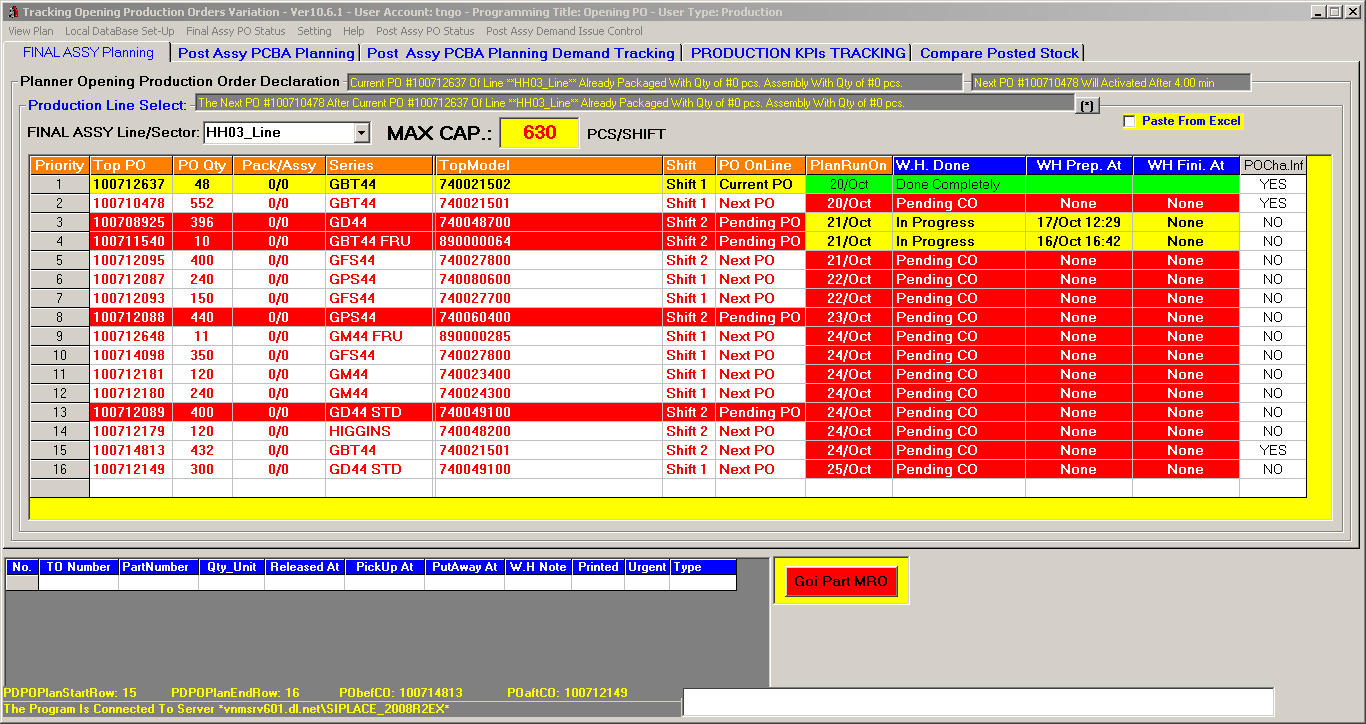 Tracking Opening Production Orders Variation - Ver10.6.1 - User Account: tngo - Programming Title: Opening PO - User Type: Production
View Plan Local DataBase Set-Up Final Assy PO Status Setting Help Post Assy PO Status Post Assy Demand Issue Control
FINAL ASSY Planning Post Assy PCBA Planning Post Assy PCBA Planning Demand Tracking PRODUCTION KPIs TRACKING Compare Posted Stock
Planner Opening Production Order Declaration Current PO #100712637 Of Line **HH03_Line** Already Packaged With Qty of #0 pcs. Assembly With Qty of #0 pcs. Next PO #100710478 Will Activated After 4.00 min
Production Line Select: The Next PO #100710478 After Current PO #100712637 Of Line **HH03_Line** Already Packaged With Qty of #0 pcs. Assembly With Qty of #0 pcs. (*)
FINAL ASSY Line/Sector: HH03_Line MAX CAP.: 630 PCS/SHIFT Paste From Excel
Priority Top PO PO Qty Pack/Assy Series TopModel Shift PO OnLine PlanRunOn W.H. Done WH Prep. At WH Fini. At POCha.Inf
1 100712637 48 0/0 GBT44 740021502 Shift 1 Current PO 20/Oct Done Completely YES
2 100710478 552 0/0 GBT44 740021501 Shift 1 Next PO 20/Oct Pending CO None None YES
3 100708925 396 0/0 GD44 740048700 Shift 2 Pending PO 21/Oct In Progress 17/Oct 12:29 None NO
4 100711540 10 0/0 GBT44 FRU 890000064 Shift 2 Pending PO 21/Oct In Progress 16/Oct 16:42 None NO
5 100712095 400 0/0 GFS44 740027800 Shift 2 Next PO 21/Oct Pending CO None None NO
6 100712087 240 0/0 GPS44 740080600 Shift 1 Next PO 22/Oct Pending CO None None NO
7 100712093 150 0/0 GFS44 740027700 Shift 1 Next PO 22/Oct Pending CO None None NO
8 100712088 440 0/0 GPS44 740060400 Shift 2 Pending PO 23/Oct Pending CO None None NO
9 100712648 11 0/0 GM44 FRU 890000285 Shift 1 Next PO 24/Oct Pending CO None None NO
10 100714098 350 0/0 GFS44 740027800 Shift 1 Next PO 24/Oct Pending CO None None NO
11 100712181 120 0/0 GM44 740023400 Shift 1 Next PO 24/Oct Pending CO None None NO
12 100712180 240 0/0 GM44 740024300 Shift 1 Next PO 24/Oct Pending CO None None NO
13 100712089 400 0/0 GD44 STD 740049100 Shift 2 Pending PO 24/Oct Pending CO None None NO
14 100712179 120 0/0 HIGGINS 740048200 Shift 2 Next PO 24/Oct Pending CO None None NO
15 100714813 432 0/0 GBT44 740021501 Shift 2 Next PO 24/Oct Pending CO None None YES
16 100712149 300 0/0 GD44 STD 740049100 Shift 1 Next PO 25/Oct Pending CO None None NO
No. TO Number PartNumber Qty_Unit Released At PickUp At PutAway At W.H Note Printed Urgent Type
Goi Part MRO
PDPOPlanStartRow: 15 PDPOPlanEndRow: 16 PObefCO: 100714813 POaftCO: 100712149
The Program Is Connected To Server *vnmsrv601.dl.net\SIPLACE_2008R2EX*